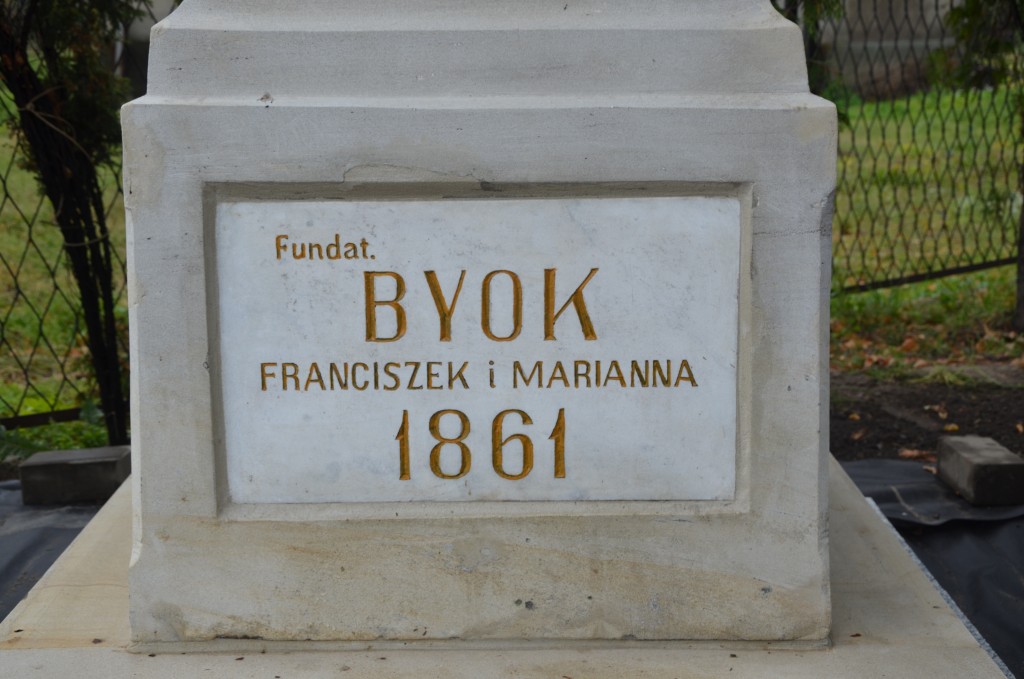 Fundat.
BYOK
FRANCISZEK i MARIANNA
1861